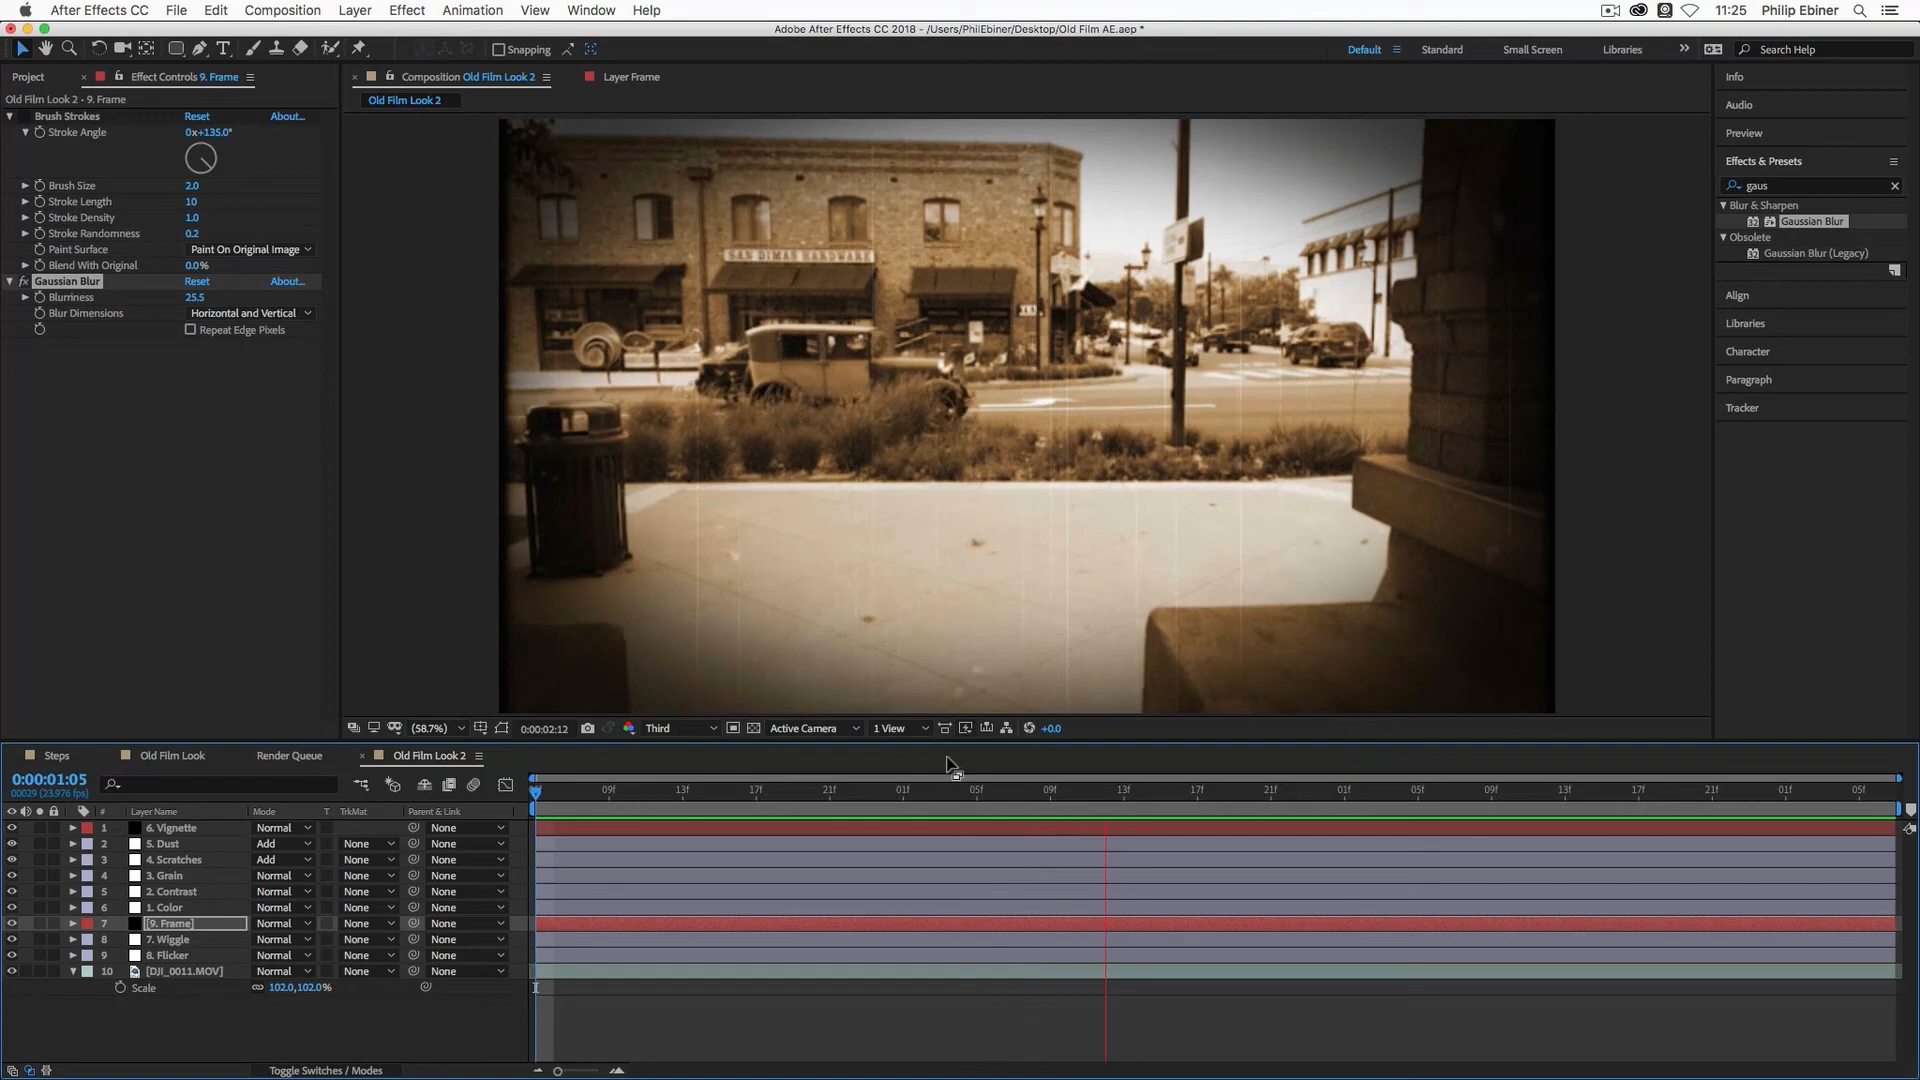 After Effects CC File Edit Composition Layer Effect Animation View Window Help 11:25 Philip Ebiner
Adobe After Effects CC 2018 - /Users/PhilEbiner/Desktop/Old Film AE.aep *
Snapping Default Standard Small Screen Libraries Search Help
Project Effect Controls 9. Frame Composition Old Film Look 2 Layer Frame Info
Old Film Look 2 • 9. Frame Old Film Look 2
Audio
Brush Strokes Reset About...
Stroke Angle 0x+135.0° Preview
Effects & Presets
Brush Size 2.0 gaus
Stroke Length 10 Blur & Sharpen
Stroke Density 1.0 Gaussian Blur
Stroke Randomness 0.2 Obsolete
Paint Surface Paint On Original Image Gaussian Blur (Legacy)
Blend With Original 0.0%
SAN DIMAS HARDWARE
Gaussian Blur Reset About...
Blurriness 25.5 Align
Blur Dimensions Horizontal and Vertical Libraries
Repeat Edge Pixels
Character
Paragraph
Tracker
(58.7%) 0:00:02:12 Third Active Camera 1 View +0.0
Steps Old Film Look Render Queue Old Film Look 2
0:00:01:05
00029 (23.976 fps)
09f 13f 17f 21f 01f 05f 09f 13f 17f 21f 01f 05f 09f 13f 17f 21f 01f 05f
# Layer Name Mode T TrkMat Parent & Link
1 6. Vignette Normal None
2 5. Dust Add None None
3 4. Scratches Add None None
4 3. Grain Normal None None
5 2. Contrast Normal None None
6 1. Color Normal None None
7 [9. Frame] Normal None None
8 7. Wiggle Normal None None
9 8. Flicker Normal None None
10 [DJI_0011.MOV] Normal None None
Scale 102.0,102.0%
Toggle Switches / Modes